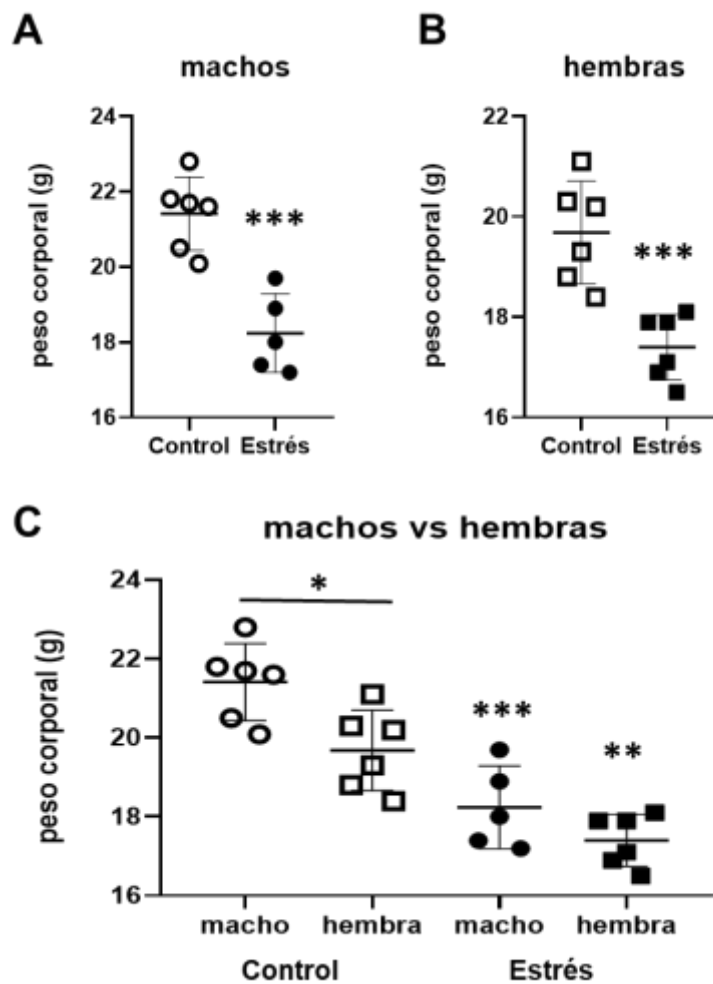 A
machos
peso corporal (g)
24
22
20
18
16
***
Control Estrés
B
hembras
peso corporal (g)
22
20
18
16
***
Control Estrés
C
machos vs hembras
peso corporal (g)
24
22
20
18
16
*
***
**
macho hembra macho hembra
Control Estrés